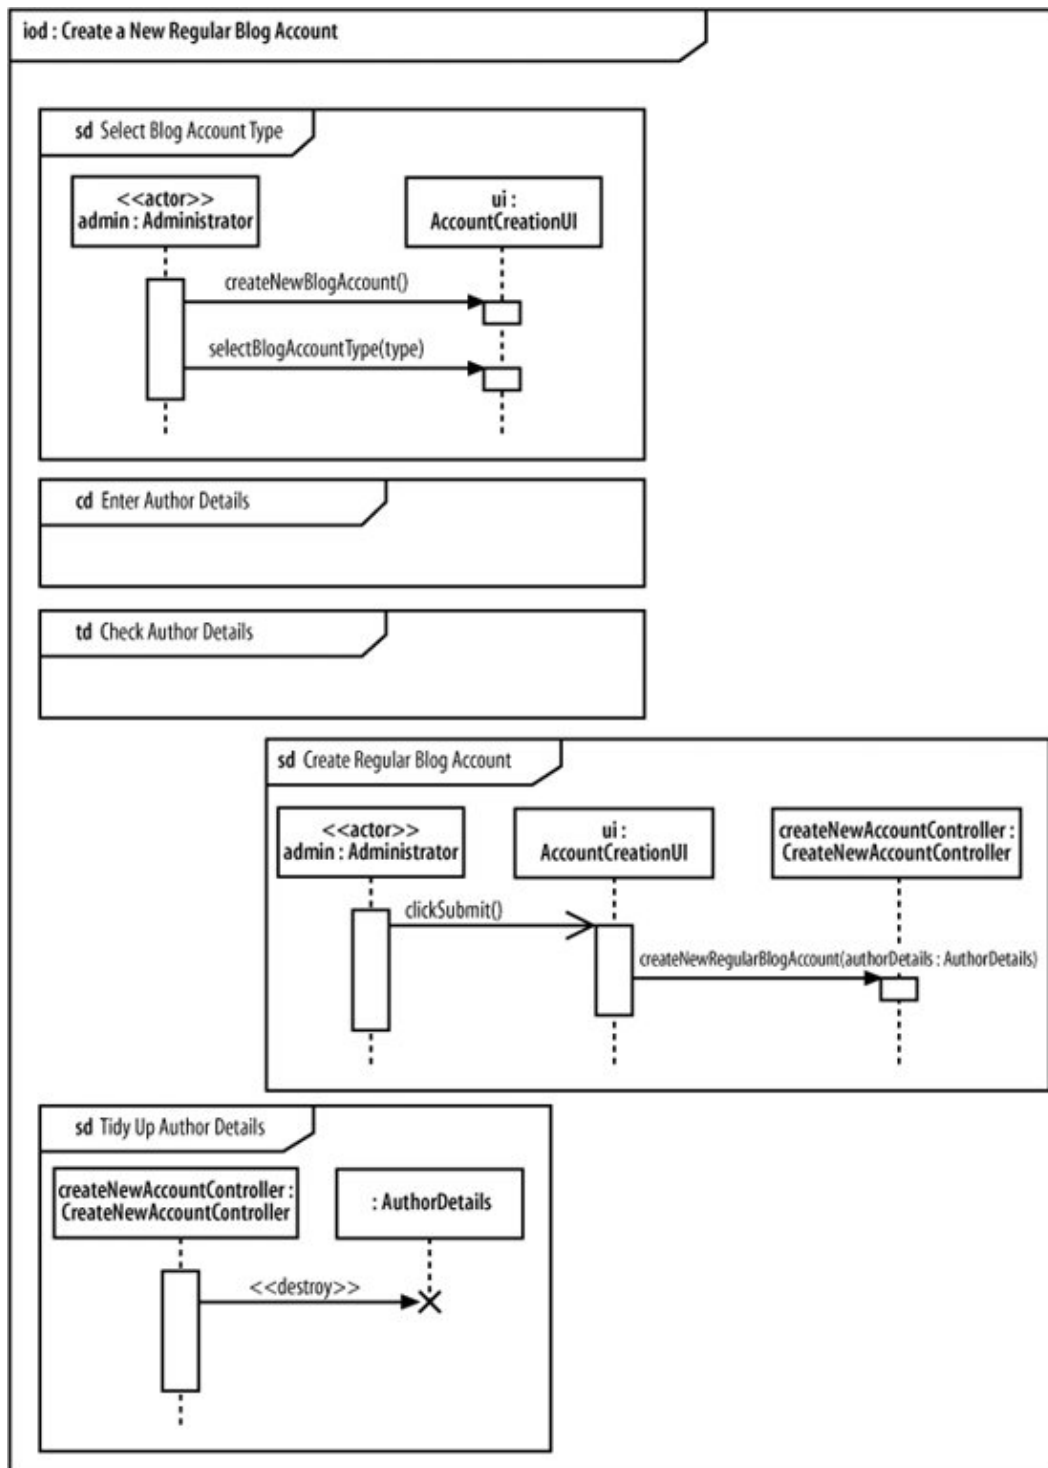 iod : Create a New Regular Blog Account
sd Select Blog Account Type
<<actor>>
admin : Administrator
ui :
AccountCreationUI
createNewBlogAccount()
selectBlogAccountType(type)
cd Enter Author Details
td Check Author Details
sd Create Regular Blog Account
<<actor>>
admin : Administrator
ui :
AccountCreationUI
createNewAccountController :
CreateNewAccountController
clickSubmit()
createNewRegularBlogAccount(authorDetails : AuthorDetails)
sd Tidy Up Author Details
createNewAccountController :
CreateNewAccountController
: AuthorDetails
<<destroy>>